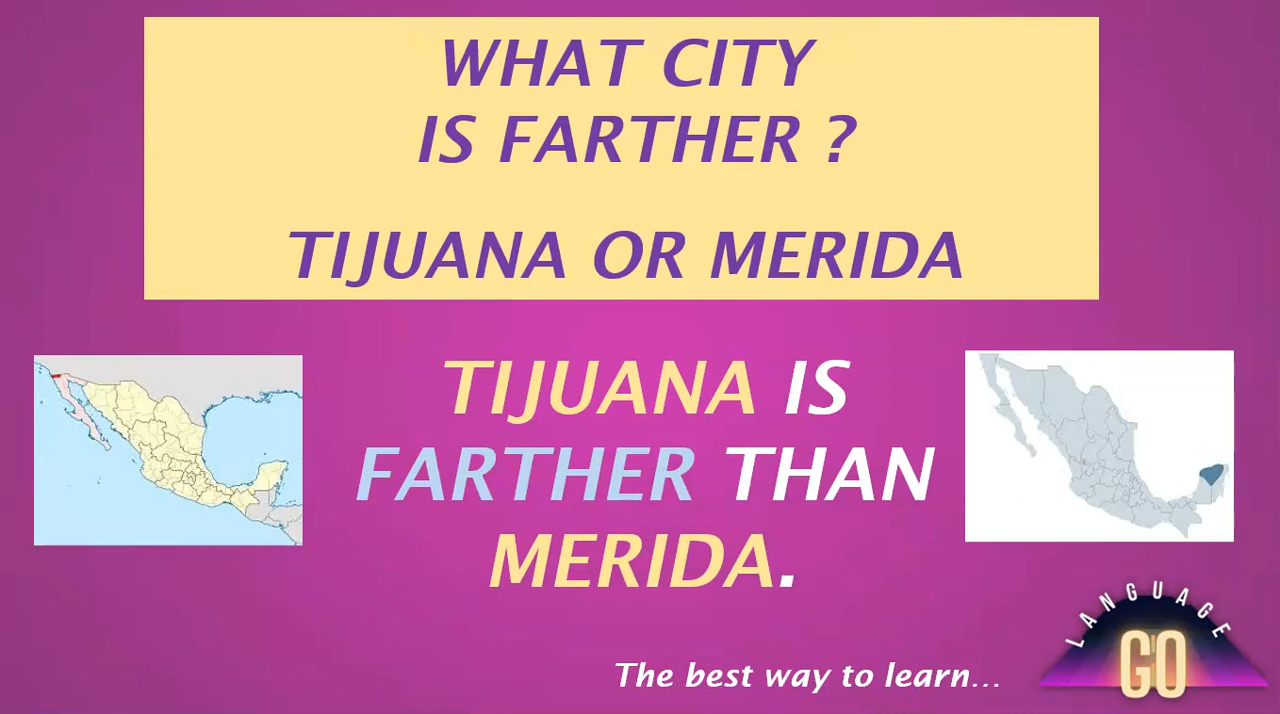 WHAT CITY
IS FARTHER ?
TIJUANA OR MERIDA
TIJUANA IS
FARTHER THAN
MERIDA.
The best way to learn...
LANGUAGE
GO